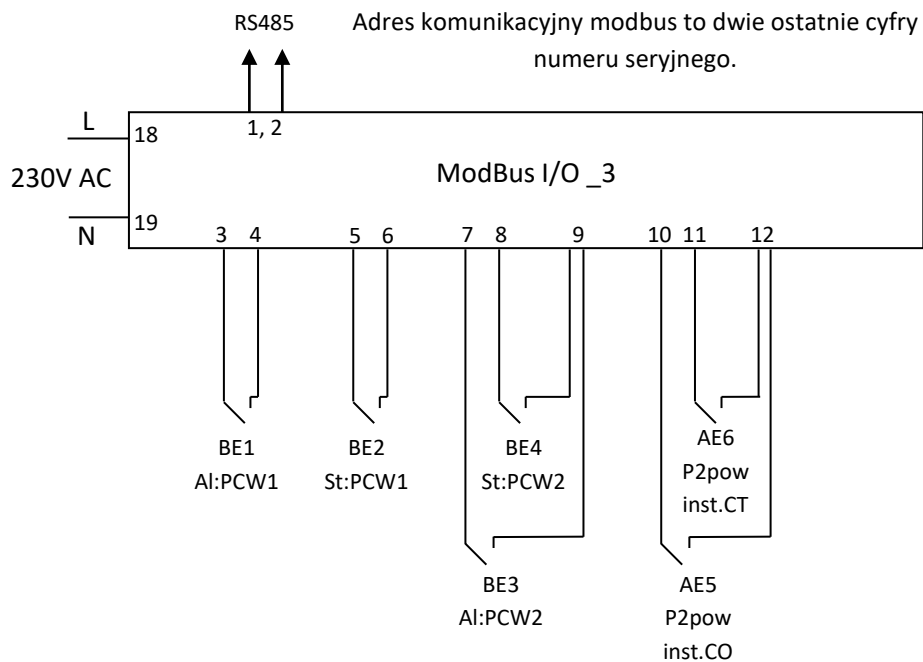 RS485
Adres komunikacyjny modbus to dwie ostatnie cyfry
numeru seryjnego.
L
18
1, 2
230V AC
ModBus I/O _3
19
N
3 4 5 6 7 8 9 10 11 12
BE1
Al:PCW1
BE2
St:PCW1
BE4
St:PCW2
AE6
P2pow
inst.CT
BE3
Al:PCW2
AE5
P2pow
inst.CO